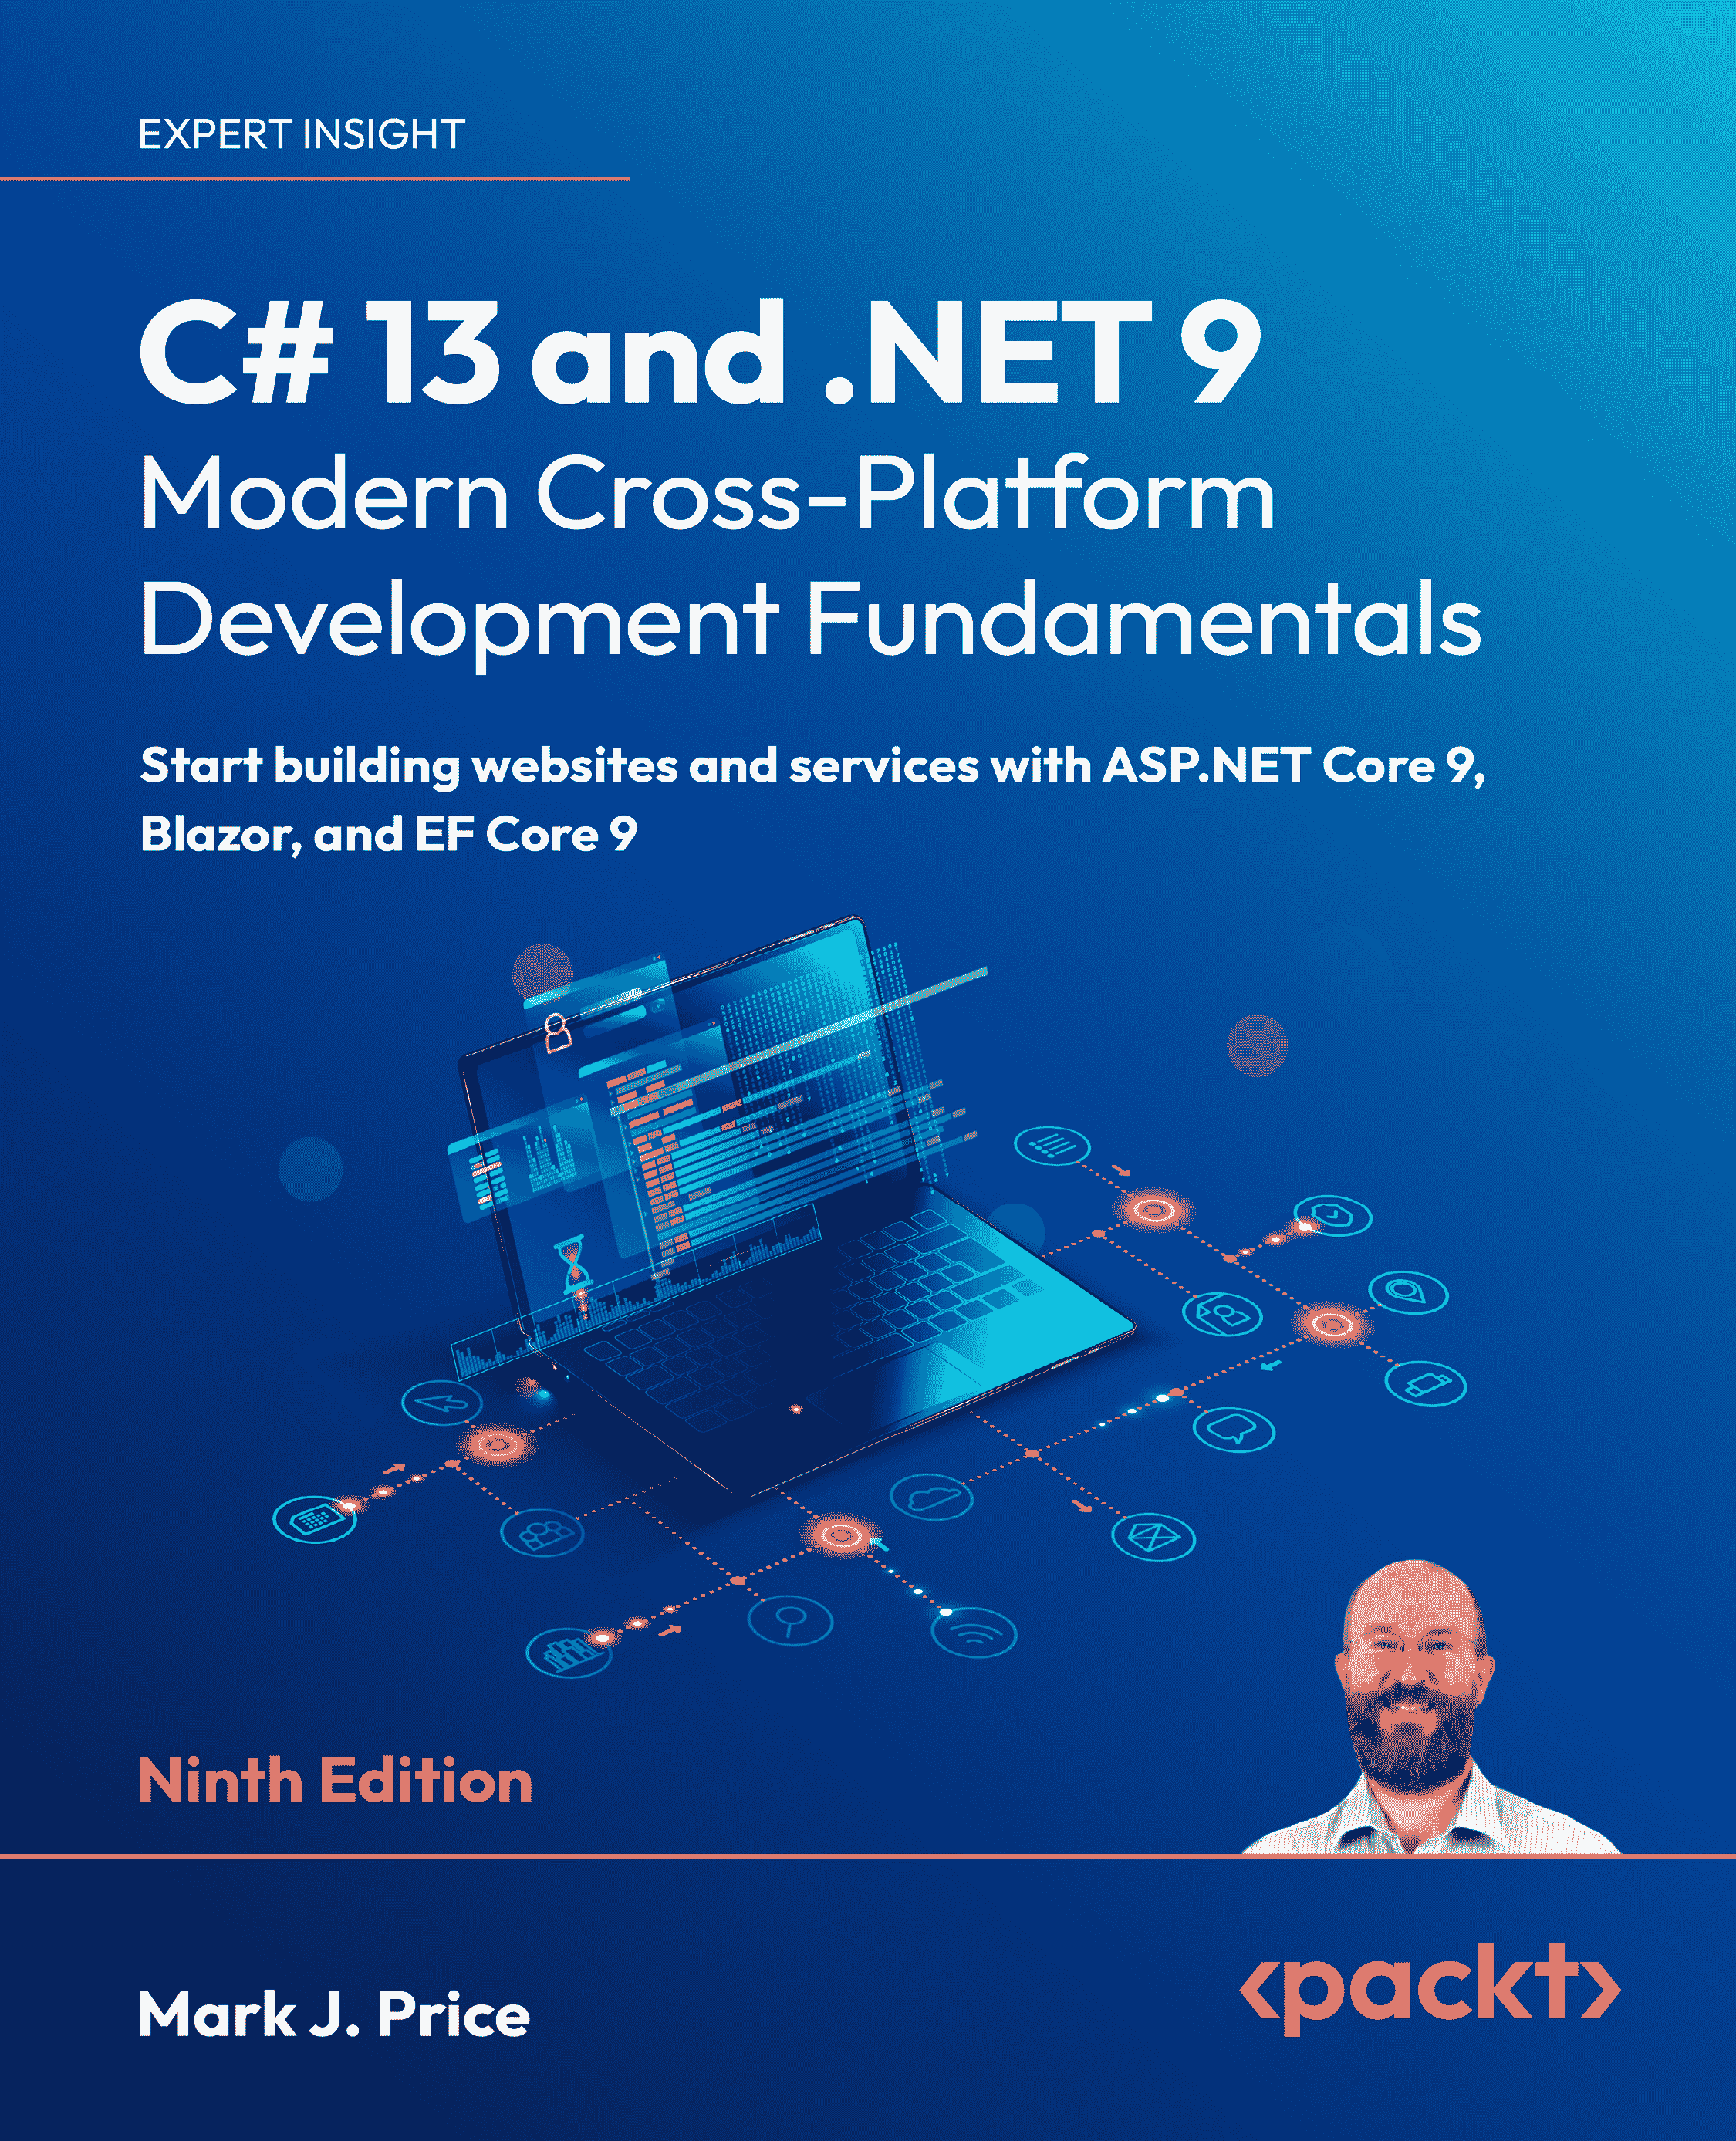 EXPERT INSIGHT
C# 13 and .NET 9
Modern Cross-Platform
Development Fundamentals
Start building websites and services with ASP.NET Core 9,
Blazor, and EF Core 9
Ninth Edition
Mark J. Price
<packt>